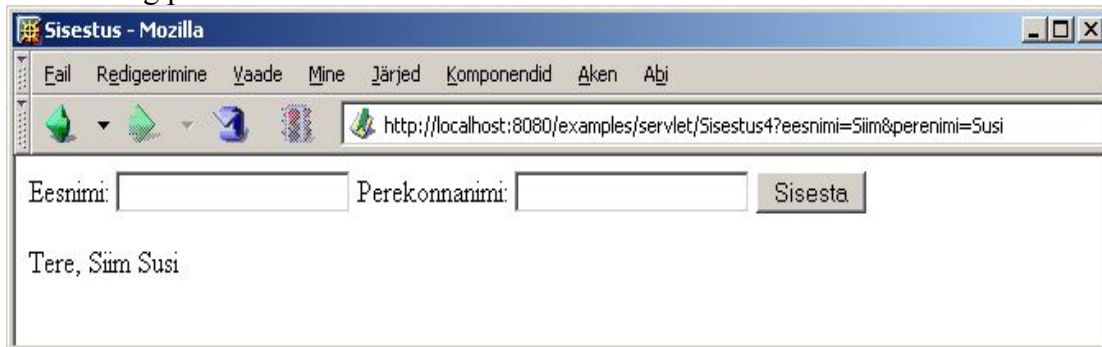 Sisestus - Mozilla
Fail Redigeerimine Vaade Mine Järjed Komponendid Aken Abi
http://localhost:8080/examples/servlet/Sisestus4?eesnimi=Siim&perenimi=Susi
Eesnimi: Perekonnanimi: Sisesta
Tere, Siim Susi